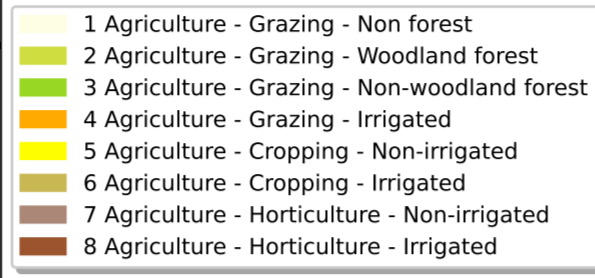 1 Agriculture - Grazing - Non forest
2 Agriculture - Grazing - Woodland forest
3 Agriculture - Grazing - Non-woodland forest
4 Agriculture - Grazing - Irrigated
5 Agriculture - Cropping - Non-irrigated
6 Agriculture - Cropping - Irrigated
7 Agriculture - Horticulture - Non-irrigated
8 Agriculture - Horticulture - Irrigated